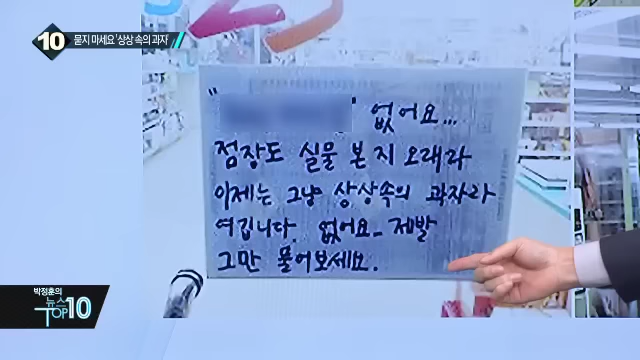 10 묻지 마세요 '상상 속의 과자'
" " 없어요...
점장도 실물 본 지 오래라
이제는 그냥 상상속의 과자라
여깁니다 없어요_ 제발
그만 물어보세요.
박정훈의
뉴스
TOP10